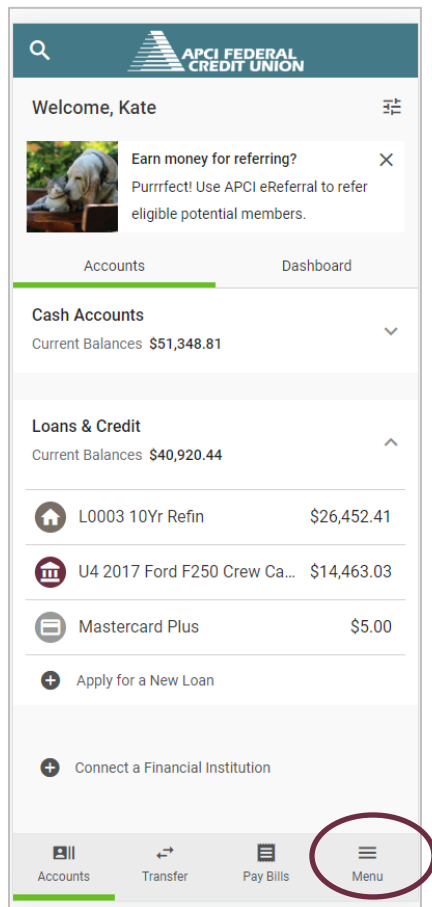 APCI FEDERAL
CREDIT UNION
Welcome, Kate
Earn money for referring?
Purrrfect! Use APCI eReferral to refer
eligible potential members.
Accounts
Dashboard
Cash Accounts
Current Balances $51,348.81
Loans & Credit
Current Balances $40,920.44
L0003 10Yr Refin $26,452.41
U4 2017 Ford F250 Crew Ca... $14,463.03
Mastercard Plus $5.00
Apply for a New Loan
Connect a Financial Institution
Accounts Transfer Pay Bills Menu